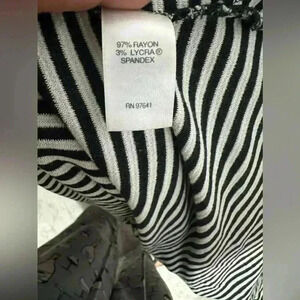 97% RAYON
3% LYCRA®
SPANDEX
RN 97641